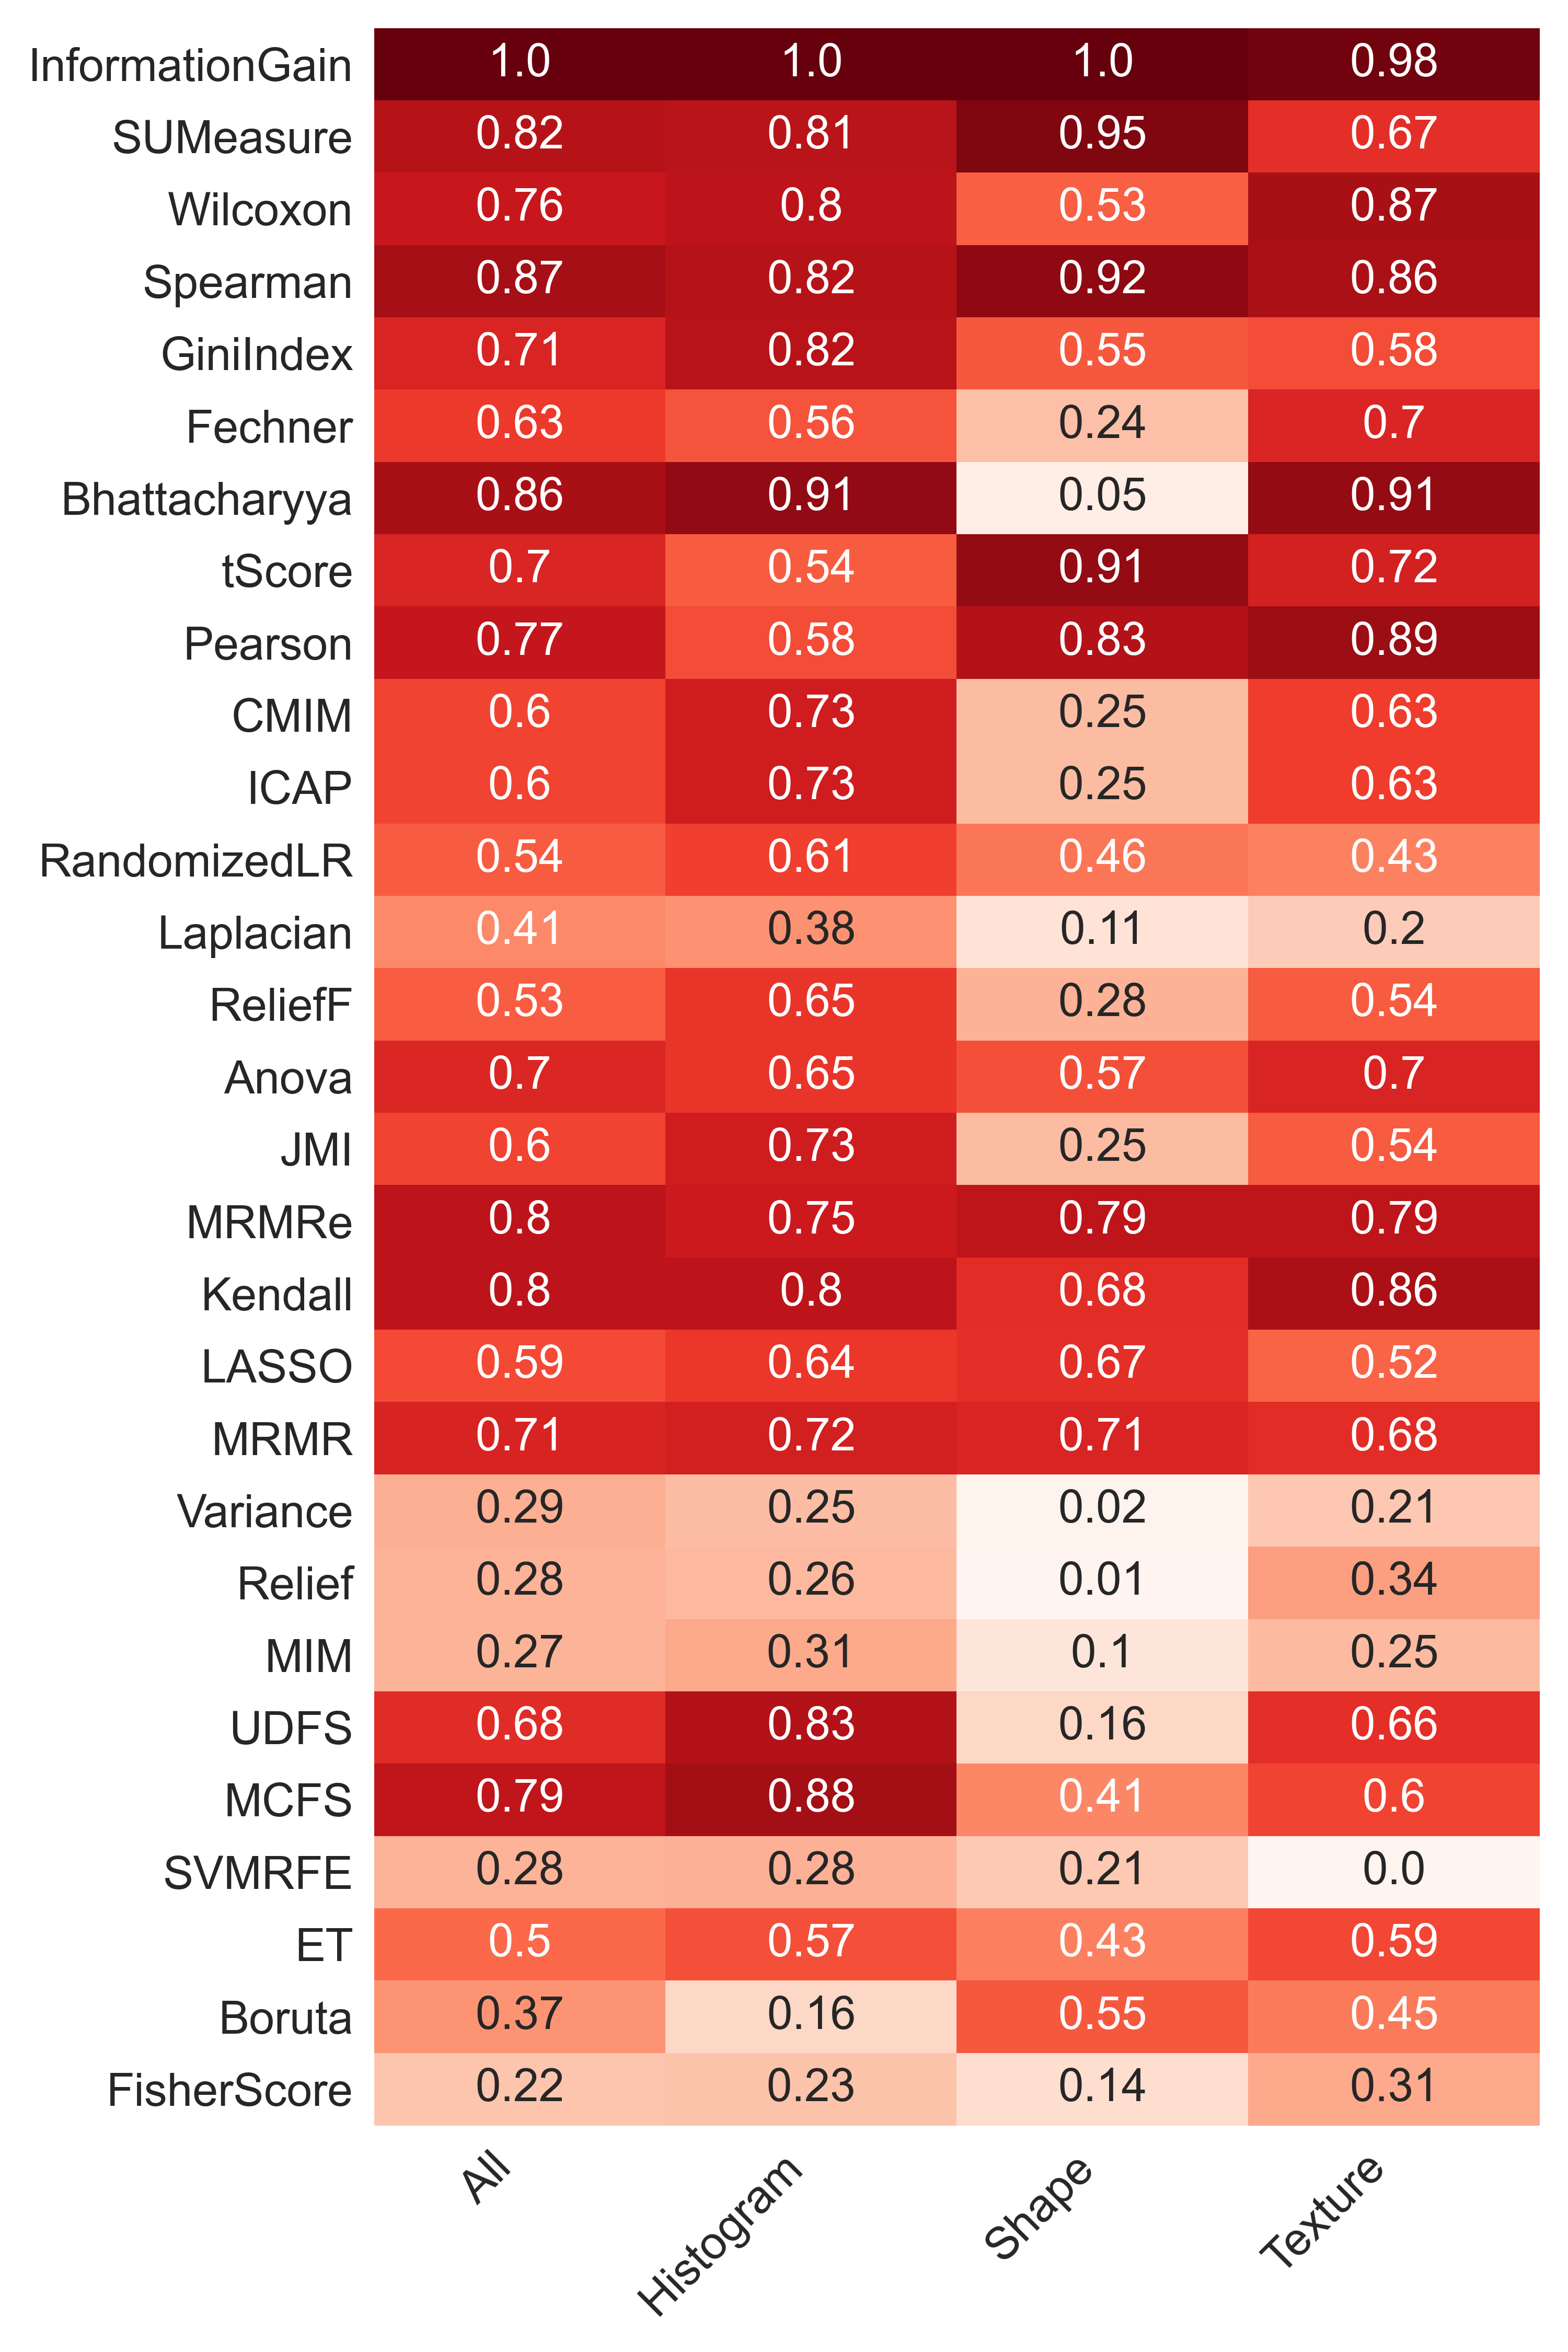 InformationGain 1.0 1.0 1.0 0.98
SUMeasure 0.82 0.81 0.95 0.67
Wilcoxon 0.76 0.8 0.53 0.87
Spearman 0.87 0.82 0.92 0.86
GiniIndex 0.71 0.82 0.55 0.58
Fechner 0.63 0.56 0.24 0.7
Bhattacharyya 0.86 0.91 0.05 0.91
tScore 0.7 0.54 0.91 0.72
Pearson 0.77 0.58 0.83 0.89
CMIM 0.6 0.73 0.25 0.63
ICAP 0.6 0.73 0.25 0.63
RandomizedLR 0.54 0.61 0.46 0.43
Laplacian 0.41 0.38 0.11 0.2
ReliefF 0.53 0.65 0.28 0.54
Anova 0.7 0.65 0.57 0.7
JMI 0.6 0.73 0.25 0.54
MRMRe 0.8 0.75 0.79 0.79
Kendall 0.8 0.8 0.68 0.86
LASSO 0.59 0.64 0.67 0.52
MRMR 0.71 0.72 0.71 0.68
Variance 0.29 0.25 0.02 0.21
Relief 0.28 0.26 0.01 0.34
MIM 0.27 0.31 0.1 0.25
UDFS 0.68 0.83 0.16 0.66
MCFS 0.79 0.88 0.41 0.6
SVMRFE 0.28 0.28 0.21 0.0
ET 0.5 0.57 0.43 0.59
Boruta 0.37 0.16 0.55 0.45
FisherScore 0.22 0.23 0.14 0.31
All Histogram Shape Texture